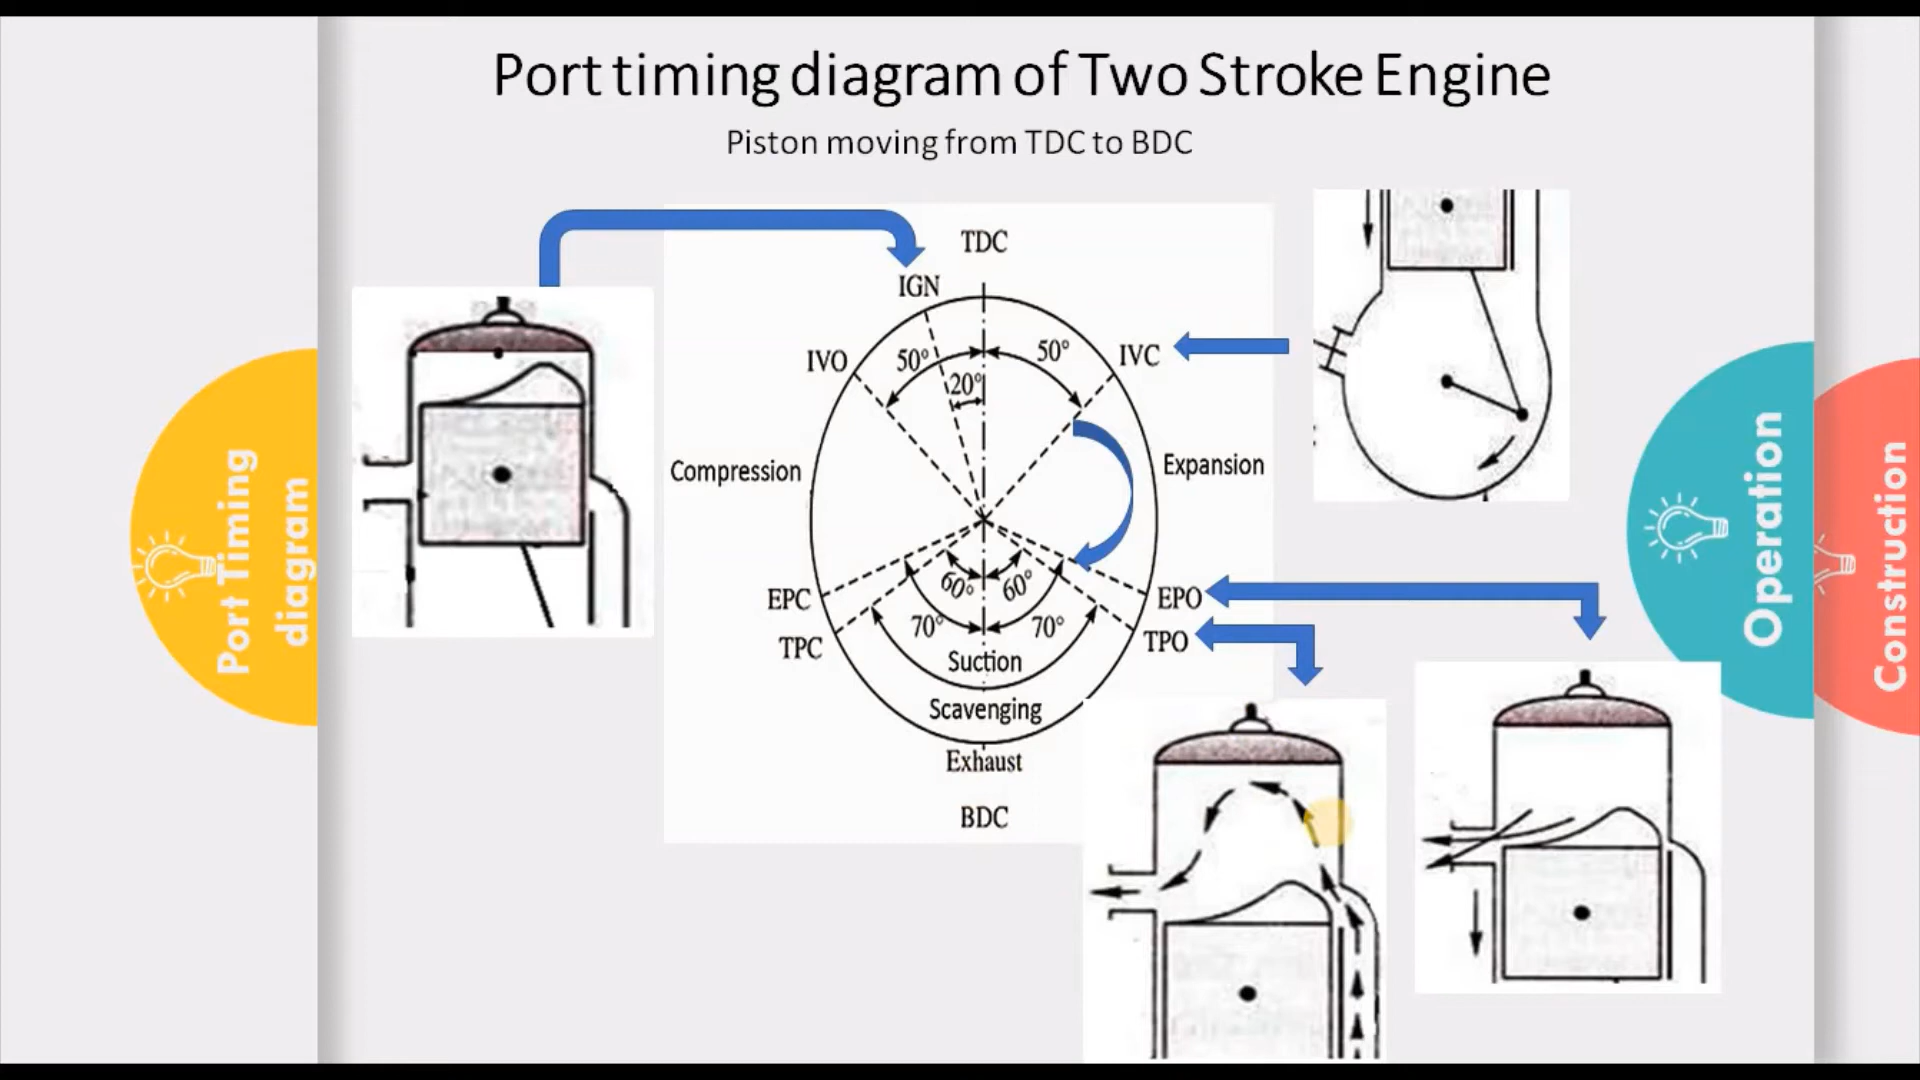 Port timing diagram of Two Stroke Engine
Piston moving from TDC to BDC
TDC
IGN
IVO
50°
50°
IVC
20°
Compression
Expansion
EPC
60°
60°
EPO
TPC
70°
70°
TPO
Suction
Scavenging
Exhaust
BDC
Port Timing
diagram
Operation
Construction